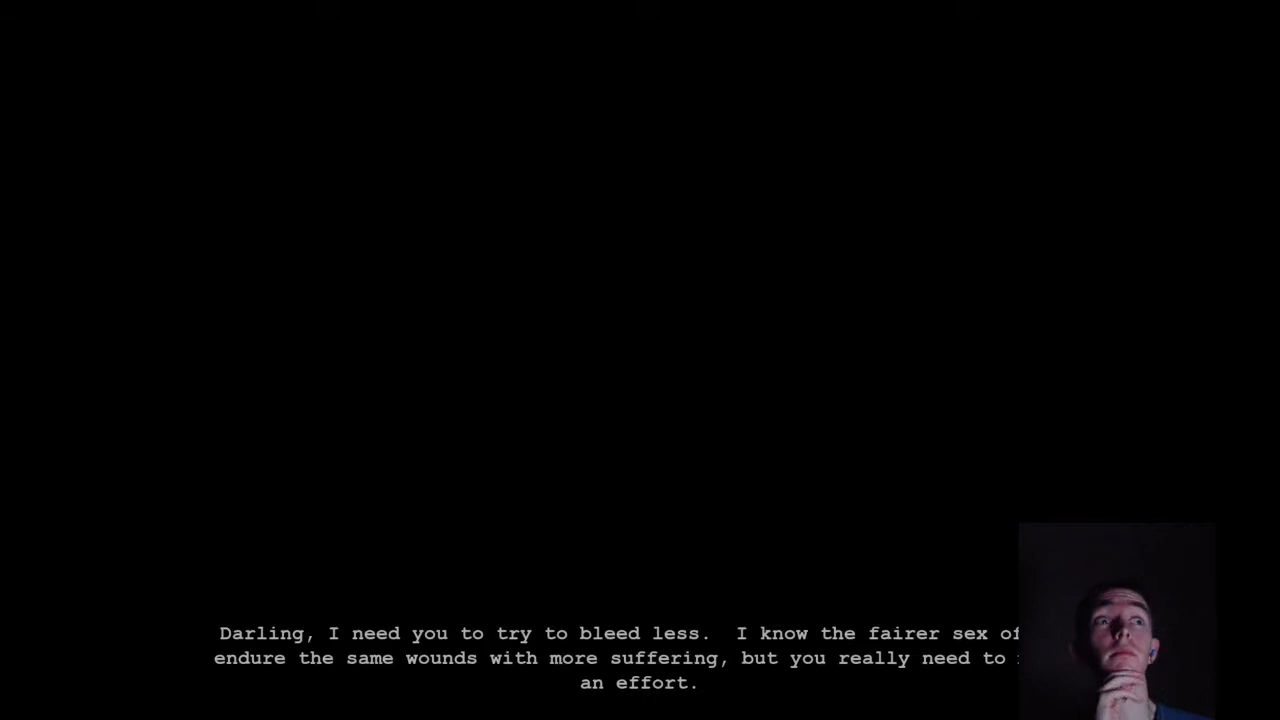 Darling, I need you to try to bleed less.  I know the fairer sex
endure the same wounds with more suffering, but you really need to
an effort.